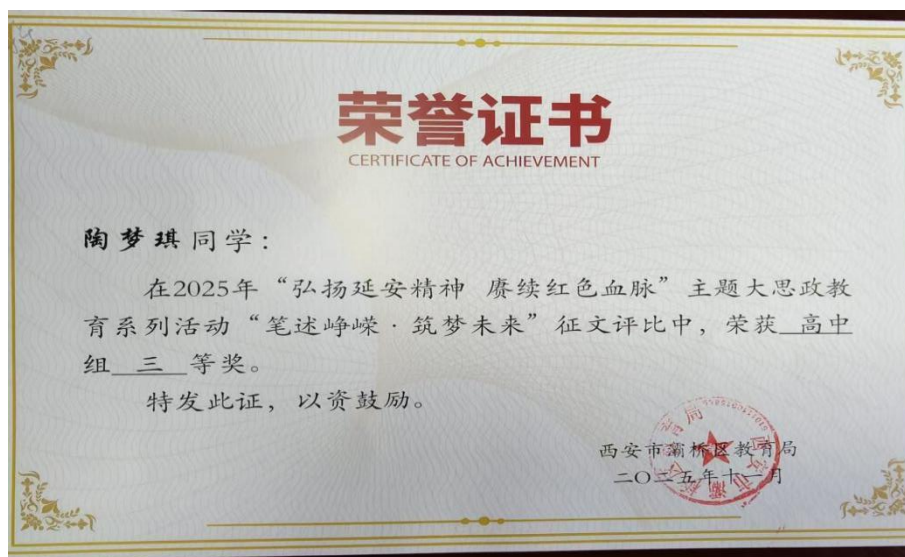 荣誉证书
CERTIFICATE OF ACHIEVEMENT
陶梦琪同学：
在2025年“弘扬延安精神 赓续红色血脉”主题大思政教
育系列活动“笔述峥嵘·筑梦未来”征文评比中，荣获 高中
组 三 等奖。
特发此证，以资鼓励。
西安市灞桥区教育局
二〇二五年十一月